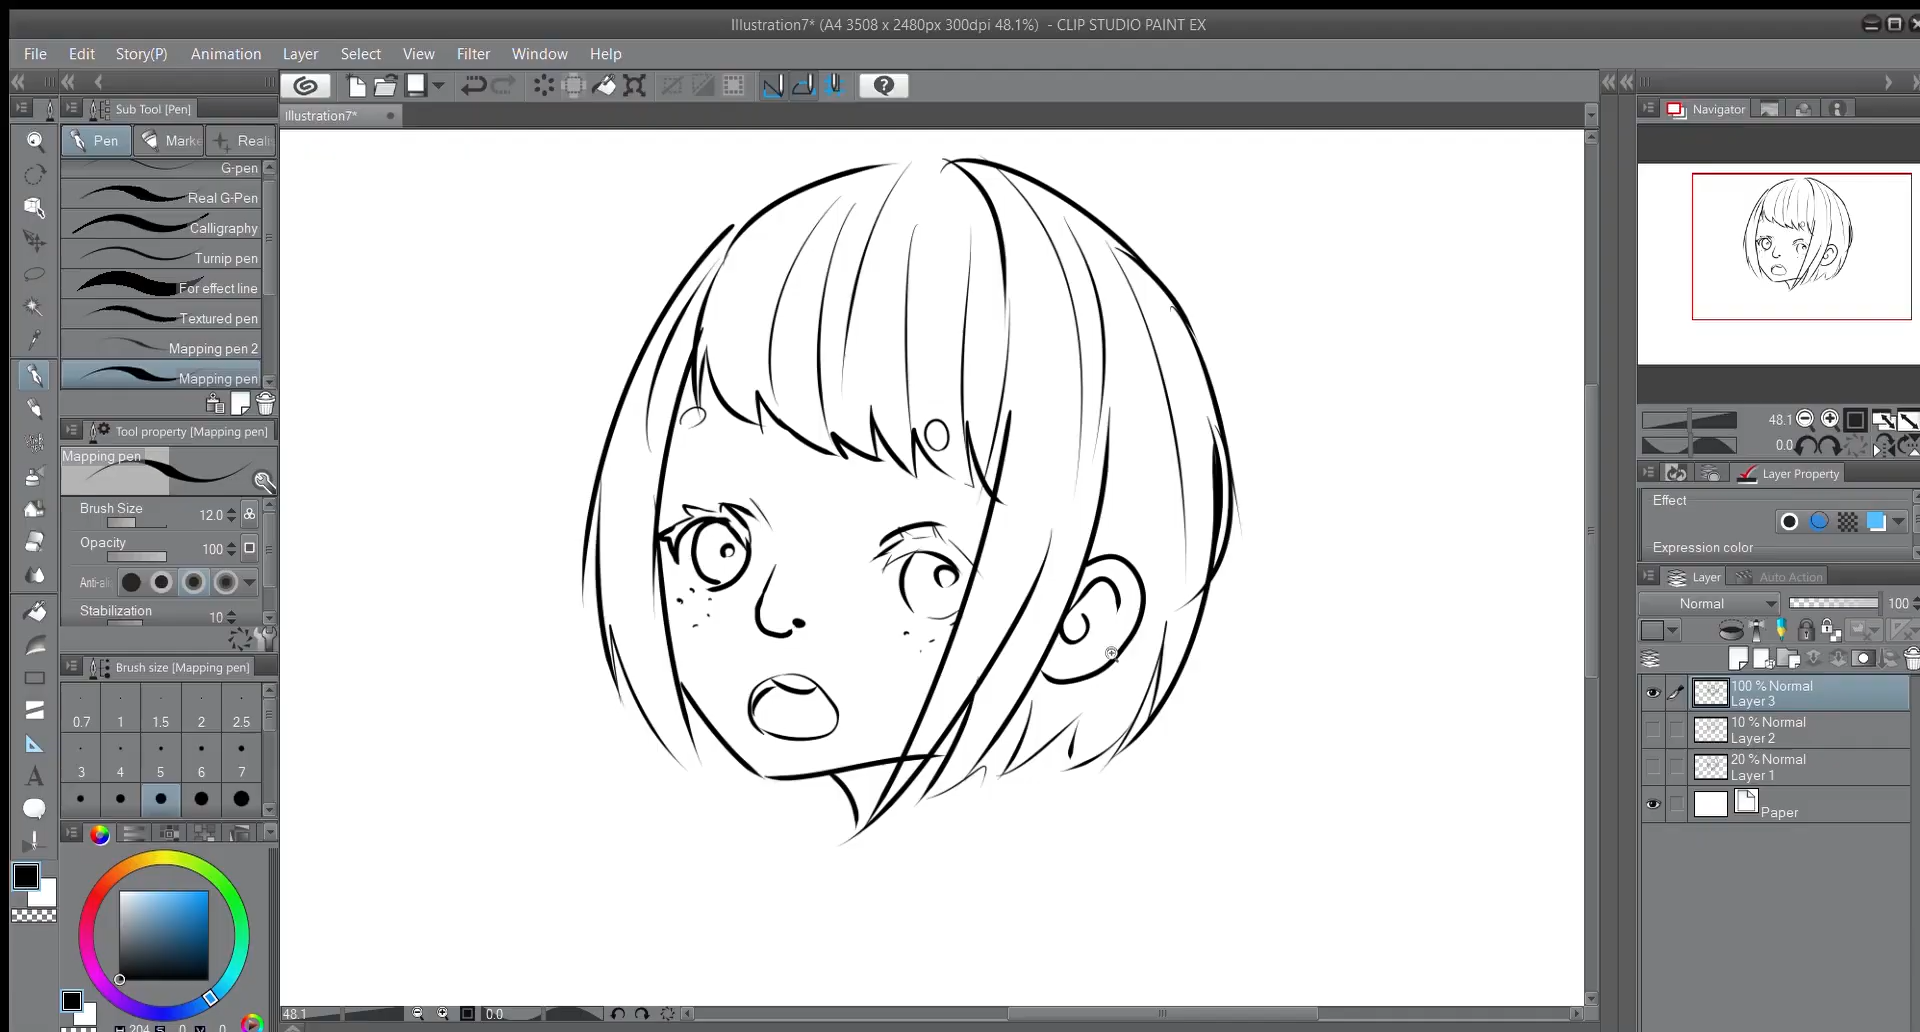 Illustration7* (A4 3508 x 2480px 300dpi 48.1%) - CLIP STUDIO PAINT EX
File Edit Story(P) Animation Layer Select View Filter Window Help
Sub Tool [Pen]
Illustration7*
Pen Marke Reali
G-pen
Real G-Pen
Calligraphy
Turnip pen
For effect line
Textured pen
Mapping pen 2
Mapping pen
Tool property [Mapping pen]
Mapping pen
Brush Size 12.0
Opacity 100
Anti-ali
Stabilization 10
Brush size [Mapping pen]
0.7 1 1.5 2 2.5
3 4 5 6 7
H 204 S 0 V 0
48.1 0.0
Navigator
48.1
0.0
Layer Property
Effect
Expression color
Layer Auto Action
Normal 100
100 % Normal
Layer 3
10 % Normal
Layer 2
20 % Normal
Layer 1
Paper